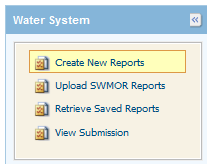 Water System
Create New Reports
Upload SWMOR Reports
Retrieve Saved Reports
View Submission